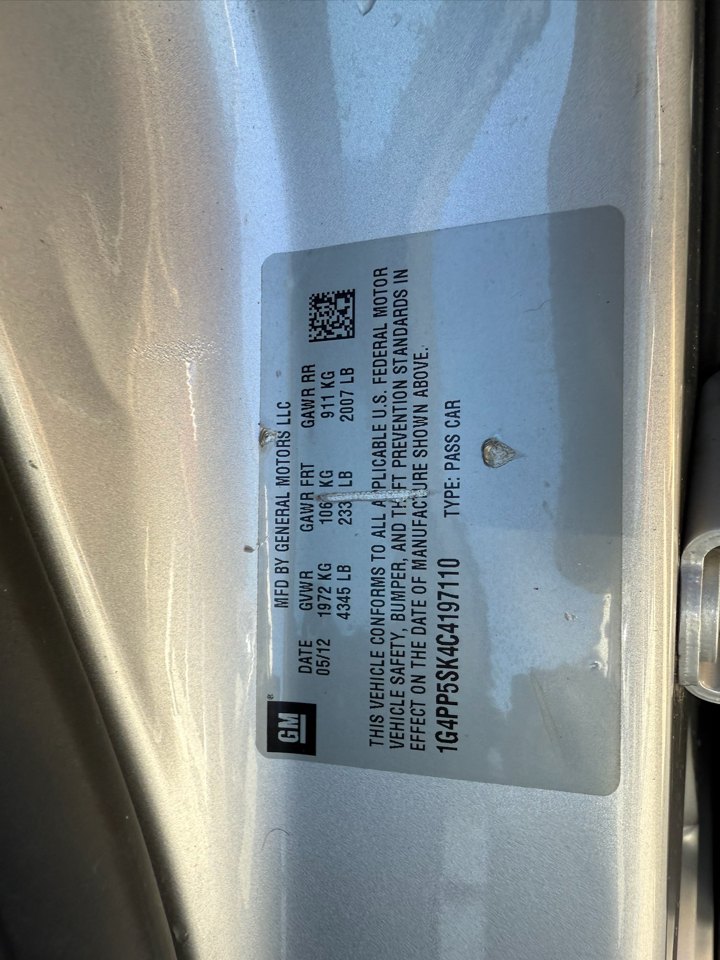 GM®
MFD BY GENERAL MOTORS LLC
DATE GVWR GAWR FRT GAWR RR
05/12 1972 KG KG 911 KG
4345 LB LB 2007 LB
THIS VEHICLE CONFORMS TO ALL APPLICABLE U.S. FEDERAL MOTOR
VEHICLE SAFETY, BUMPER, AND THEFT PREVENTION STANDARDS IN
EFFECT ON THE DATE OF MANUFACTURE SHOWN ABOVE.
1G4PP5SK4C4197110 TYPE: PASS CAR